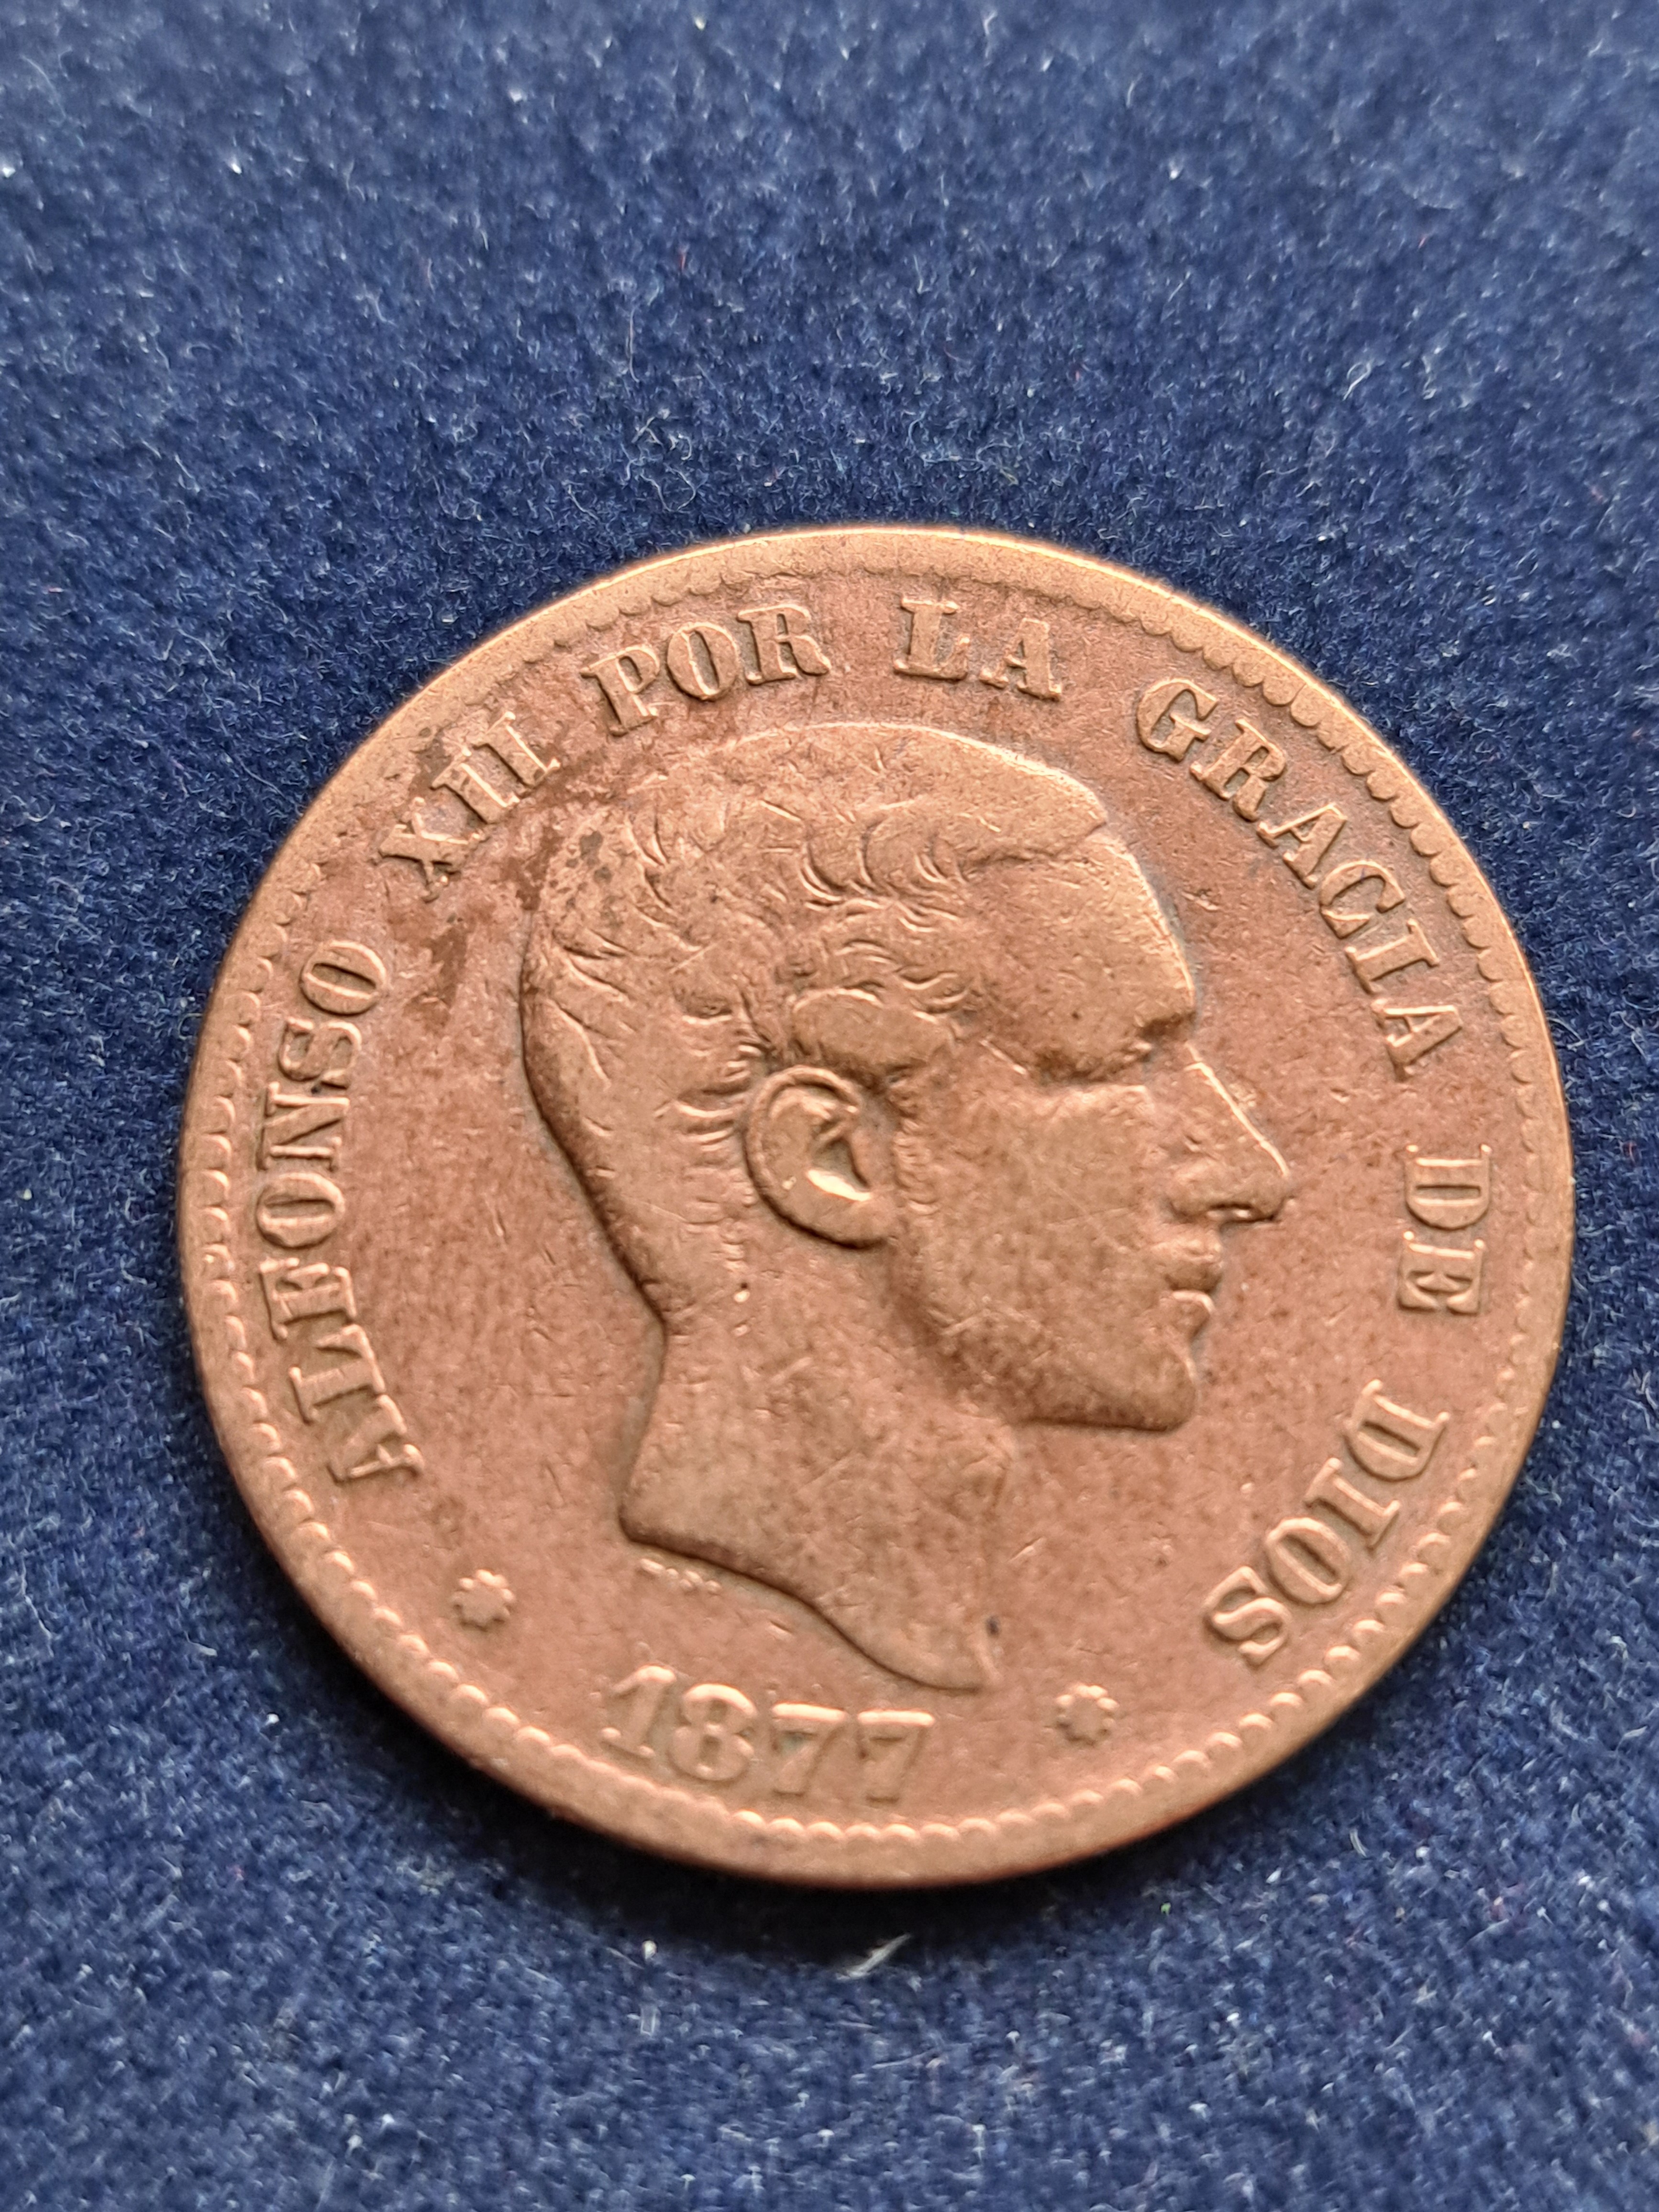 ALFONSO XII POR LA GRACIA DE DIOS
1877